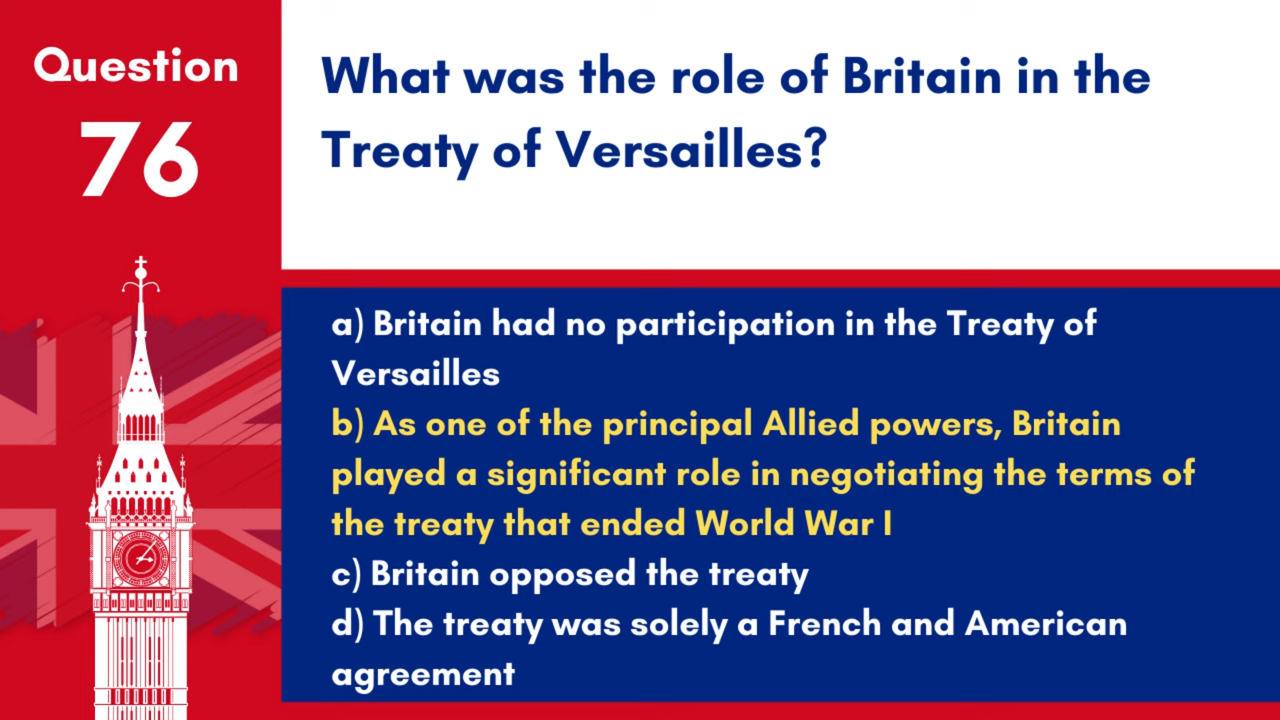 Question
76
What was the role of Britain in the
Treaty of Versailles?
a) Britain had no participation in the Treaty of
Versailles
b) As one of the principal Allied powers, Britain
played a significant role in negotiating the terms of
the treaty that ended World War I
c) Britain opposed the treaty
d) The treaty was solely a French and American
agreement